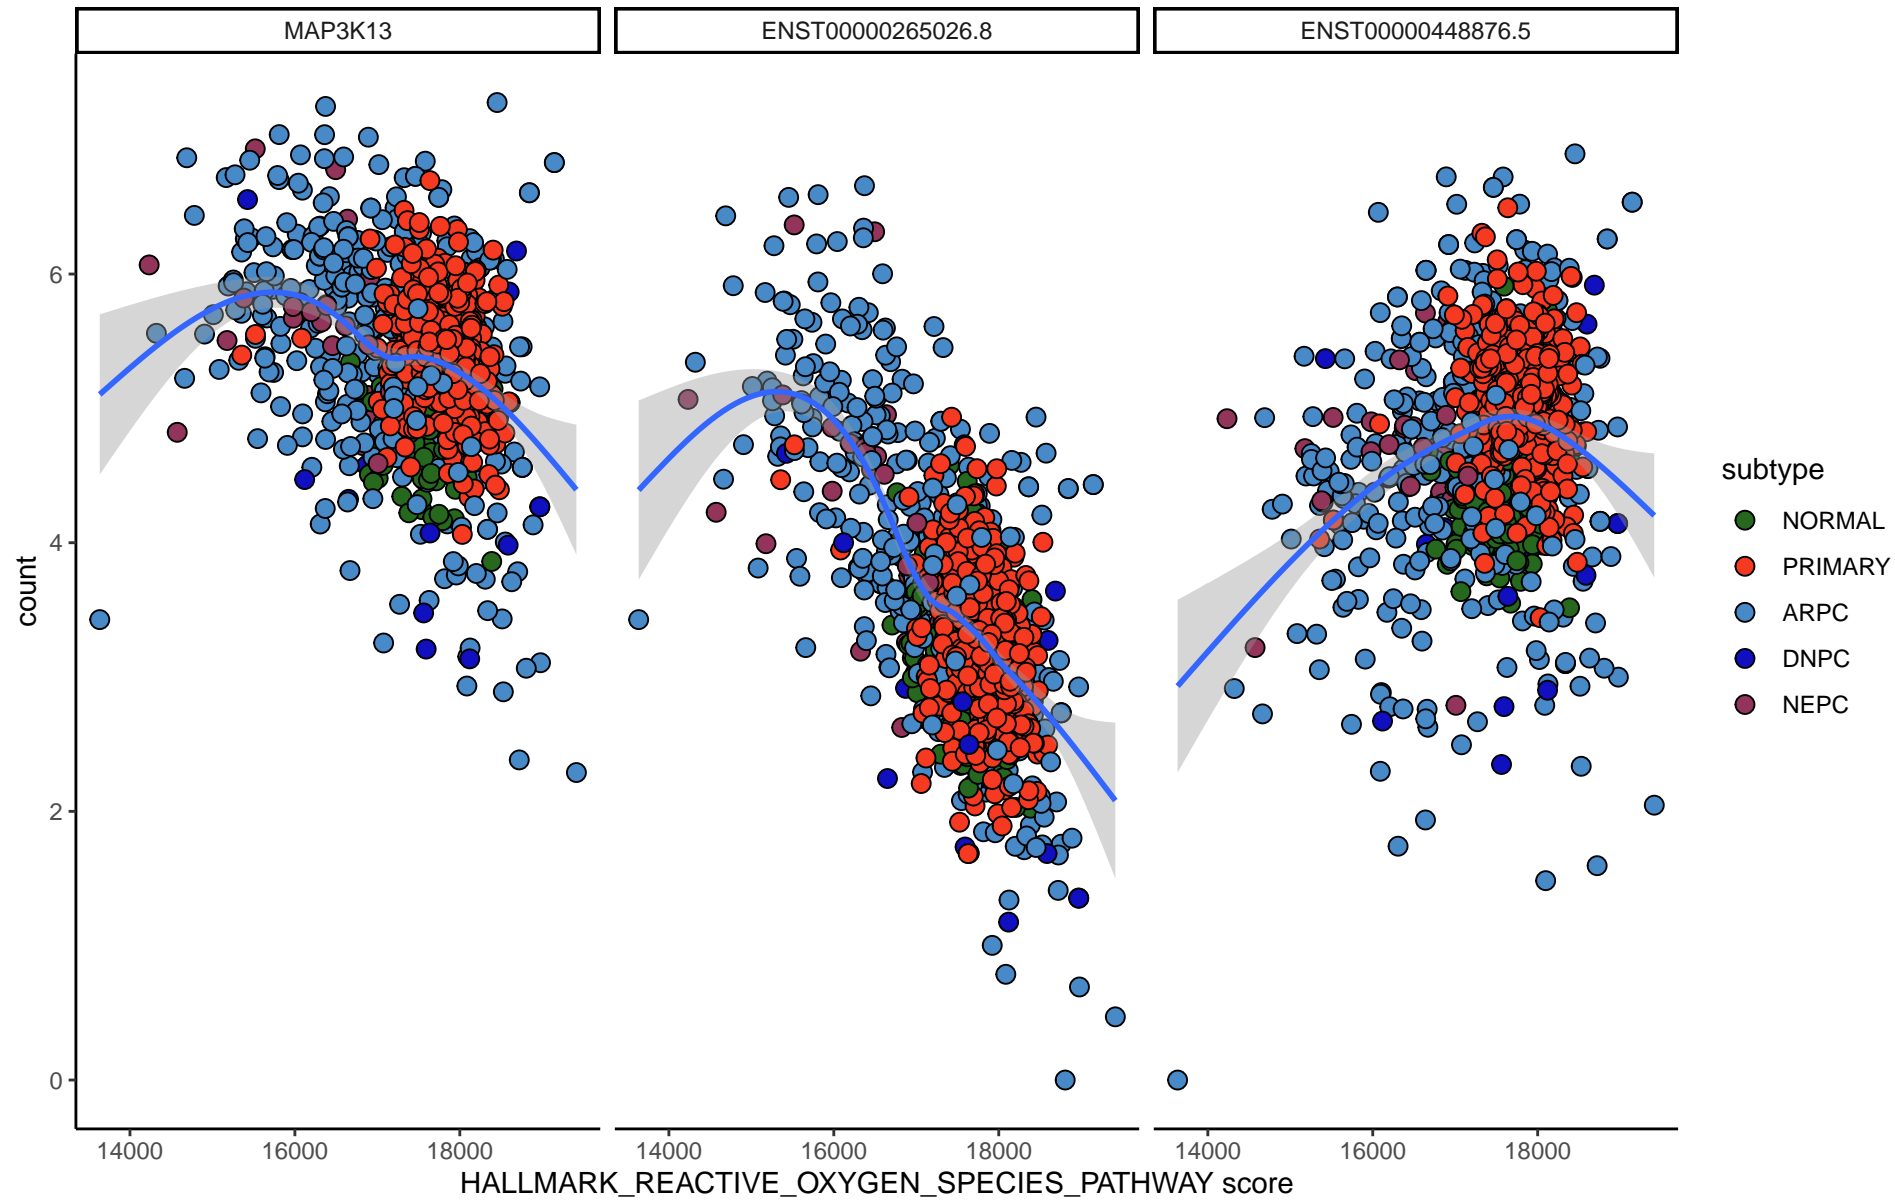 MAP3K13
ENST00000265026.8
ENST00000448876.5
count
6
4
2
0
14000
16000
18000
14000
16000
18000
14000
16000
18000
HALLMARK_REACTIVE_OXYGEN_SPECIES_PATHWAY score
subtype
NORMAL
PRIMARY
ARPC
DNPC
NEPC